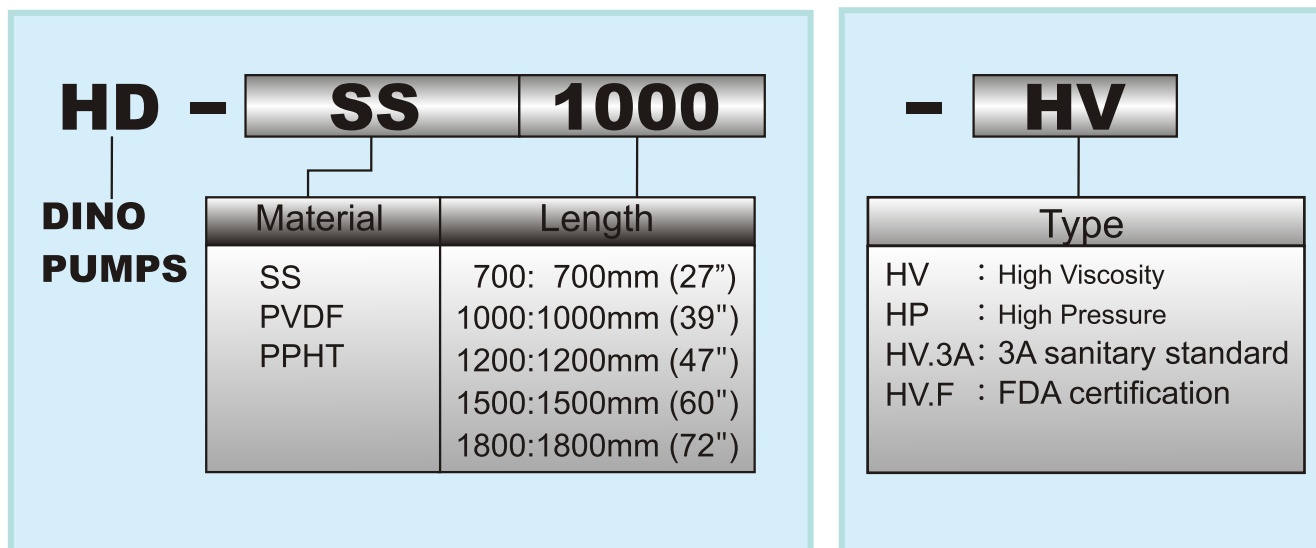 HD - SS 1000
DINO
PUMPS
Material Length
SS
PVDF
PPHT
700: 700mm (27”)
1000:1000mm (39")
1200:1200mm (47")
1500:1500mm (60")
1800:1800mm (72")
- HV
Type
HV : High Viscosity
HP : High Pressure
HV.3A: 3A sanitary standard
HV.F : FDA certification